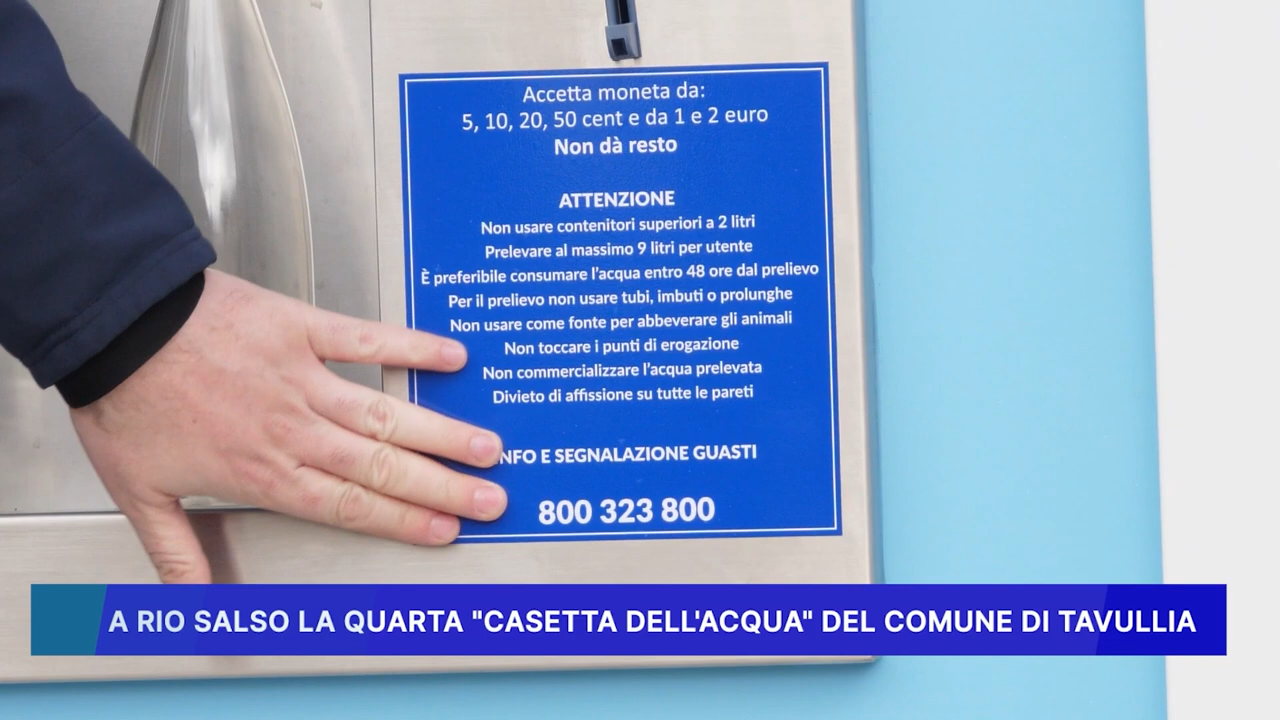 Accetta moneta da:
5, 10, 20, 50 cent e da 1 e 2 euro
Non dà resto
ATTENZIONE
Non usare contenitori superiori a 2 litri
Prelevare al massimo 9 litri per utente
È preferibile consumare l'acqua entro 48 ore dal prelievo
Per il prelievo non usare tubi, imbuti o prolunghe
Non usare come fonte per abbeverare gli animali
Non toccare i punti di erogazione
Non commercializzare l'acqua prelevata
Divieto di affissione su tutte le pareti
NFO E SEGNALAZIONE GUASTI
800 323 800
A RIO SALSO LA QUARTA "CASETTA DELL'ACQUA" DEL COMUNE DI TAVULLIA